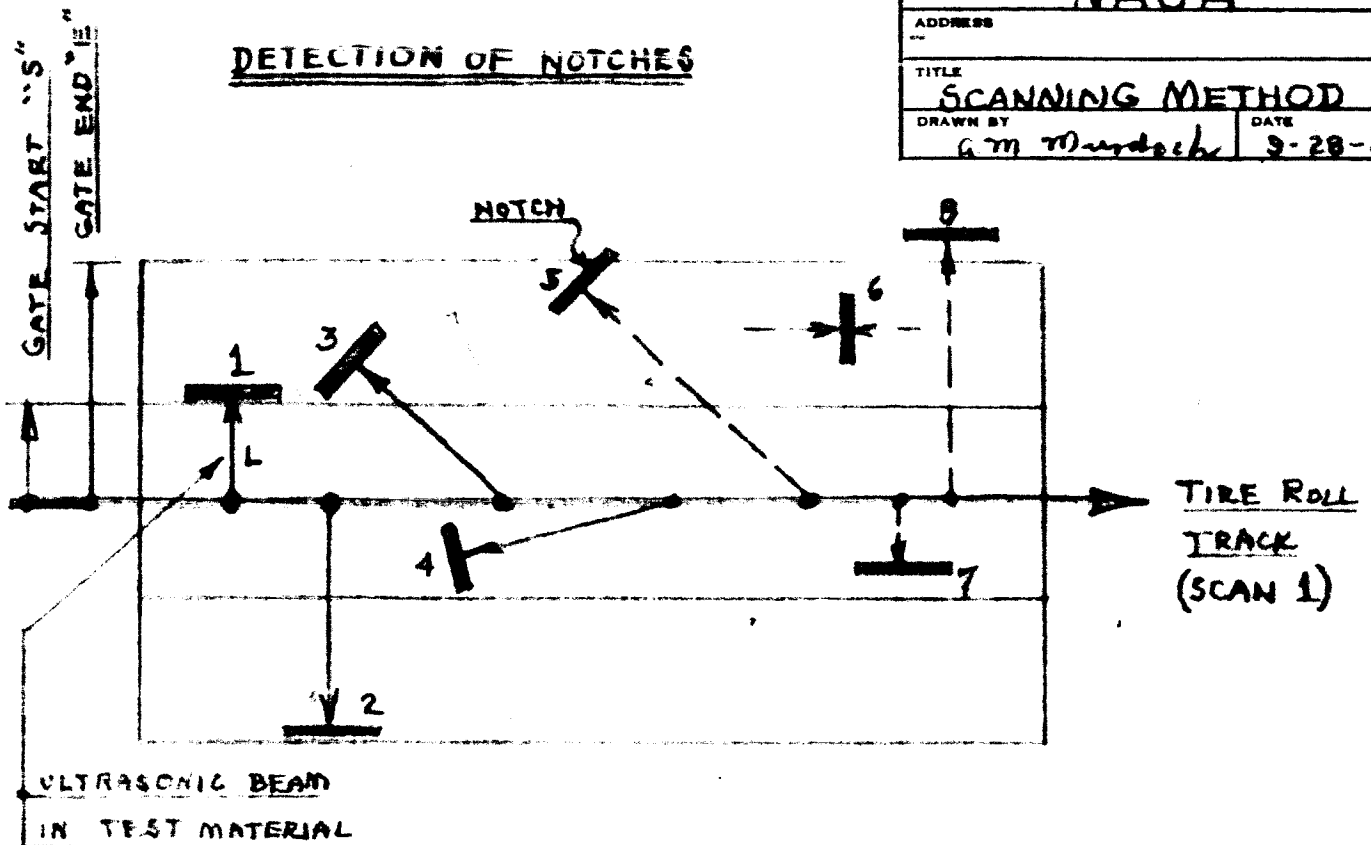 ADDRESS
TITLE
SCANNING METHOD
DRAWN BY
G M Murdoch
DATE
DETECTION OF NOTCHES
GATE START "S"
GATE END "E"
NOTCH
1
2
3
4
5
6
7
8
L
TIRE ROLL
TRACK
(SCAN 1)
ULTRASONIC BEAM
IN TEST MATERIAL